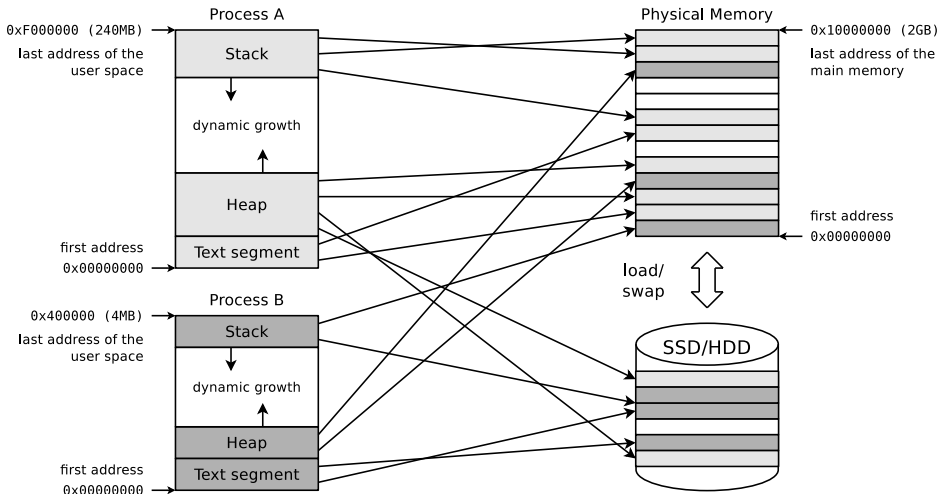 Process A
Physical Memory
0xF000000 (240MB)
last address of the
user space
Stack
dynamic growth
Heap
Text segment
first address
0x00000000
0x10000000 (2GB)
last address of the
main memory
first address
0x00000000
load/
swap
Process B
0x400000 (4MB)
last address of the
user space
Stack
dynamic growth
Heap
Text segment
first address
0x00000000
SSD/HDD